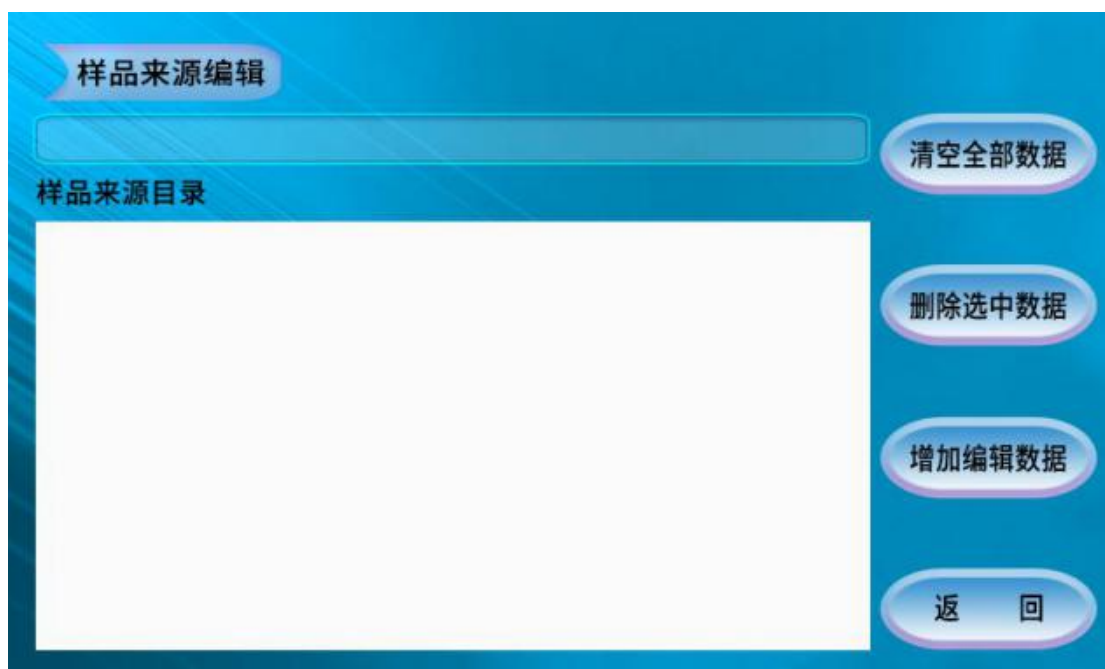 样品来源编辑
清空全部数据
样品来源目录
删除选中数据
增加编辑数据
返 回